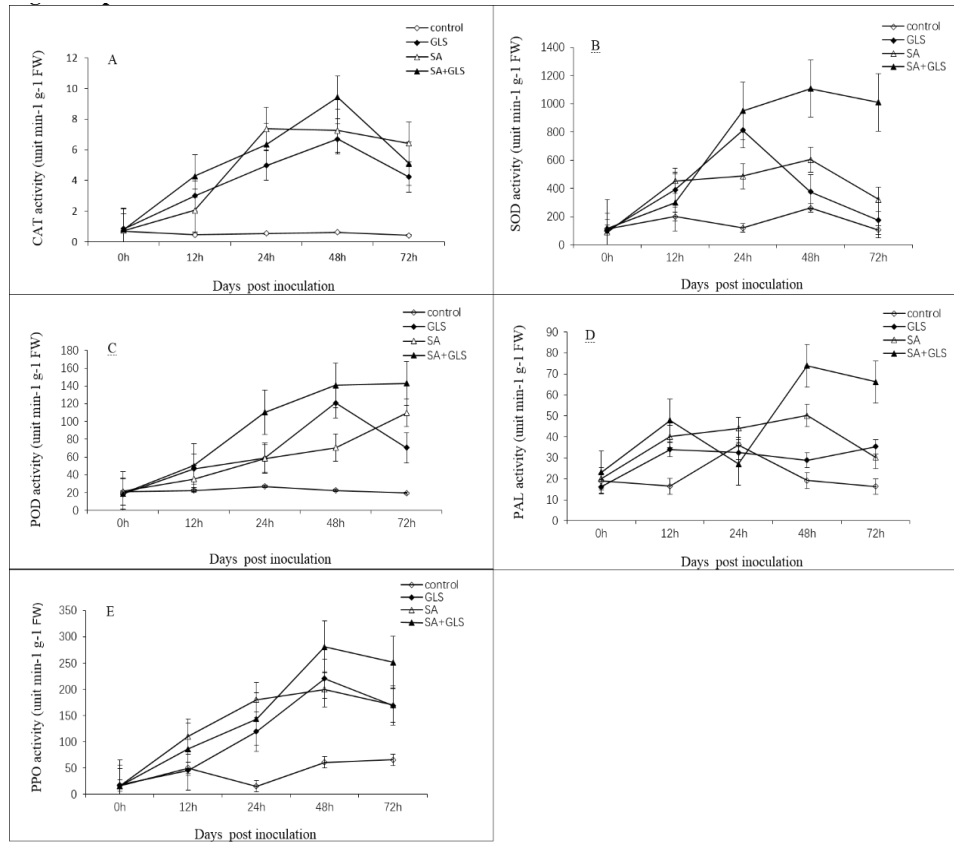 A
control
GLS
SA
SA+GLS
CAT activity (unit min-1 g-1 FW)
12
10
8
6
4
2
0
0h 12h 24h 48h 72h
Days post inoculation
B
control
GLS
SA
SA+GLS
SOD activity (unit min-1 g-1 FW)
1400
1200
1000
800
600
400
200
0
0h 12h 24h 48h 72h
Days post inoculation
C
control
GLS
SA
SA+GLS
POD activity (unit min-1 g-1 FW)
180
160
140
120
100
80
60
40
20
0
0h 12h 24h 48h 72h
Days post inoculation
D
control
GLS
SA
SA+GLS
PAL activity (unit min-1 g-1 FW)
90
80
70
60
50
40
30
20
10
0
0h 12h 24h 48h 72h
Days post inoculation
E
control
GLS
SA
SA+GLS
PPO activity (unit min-1 g-1 FW)
350
300
250
200
150
100
50
0
0h 12h 24h 48h 72h
Days post inoculation